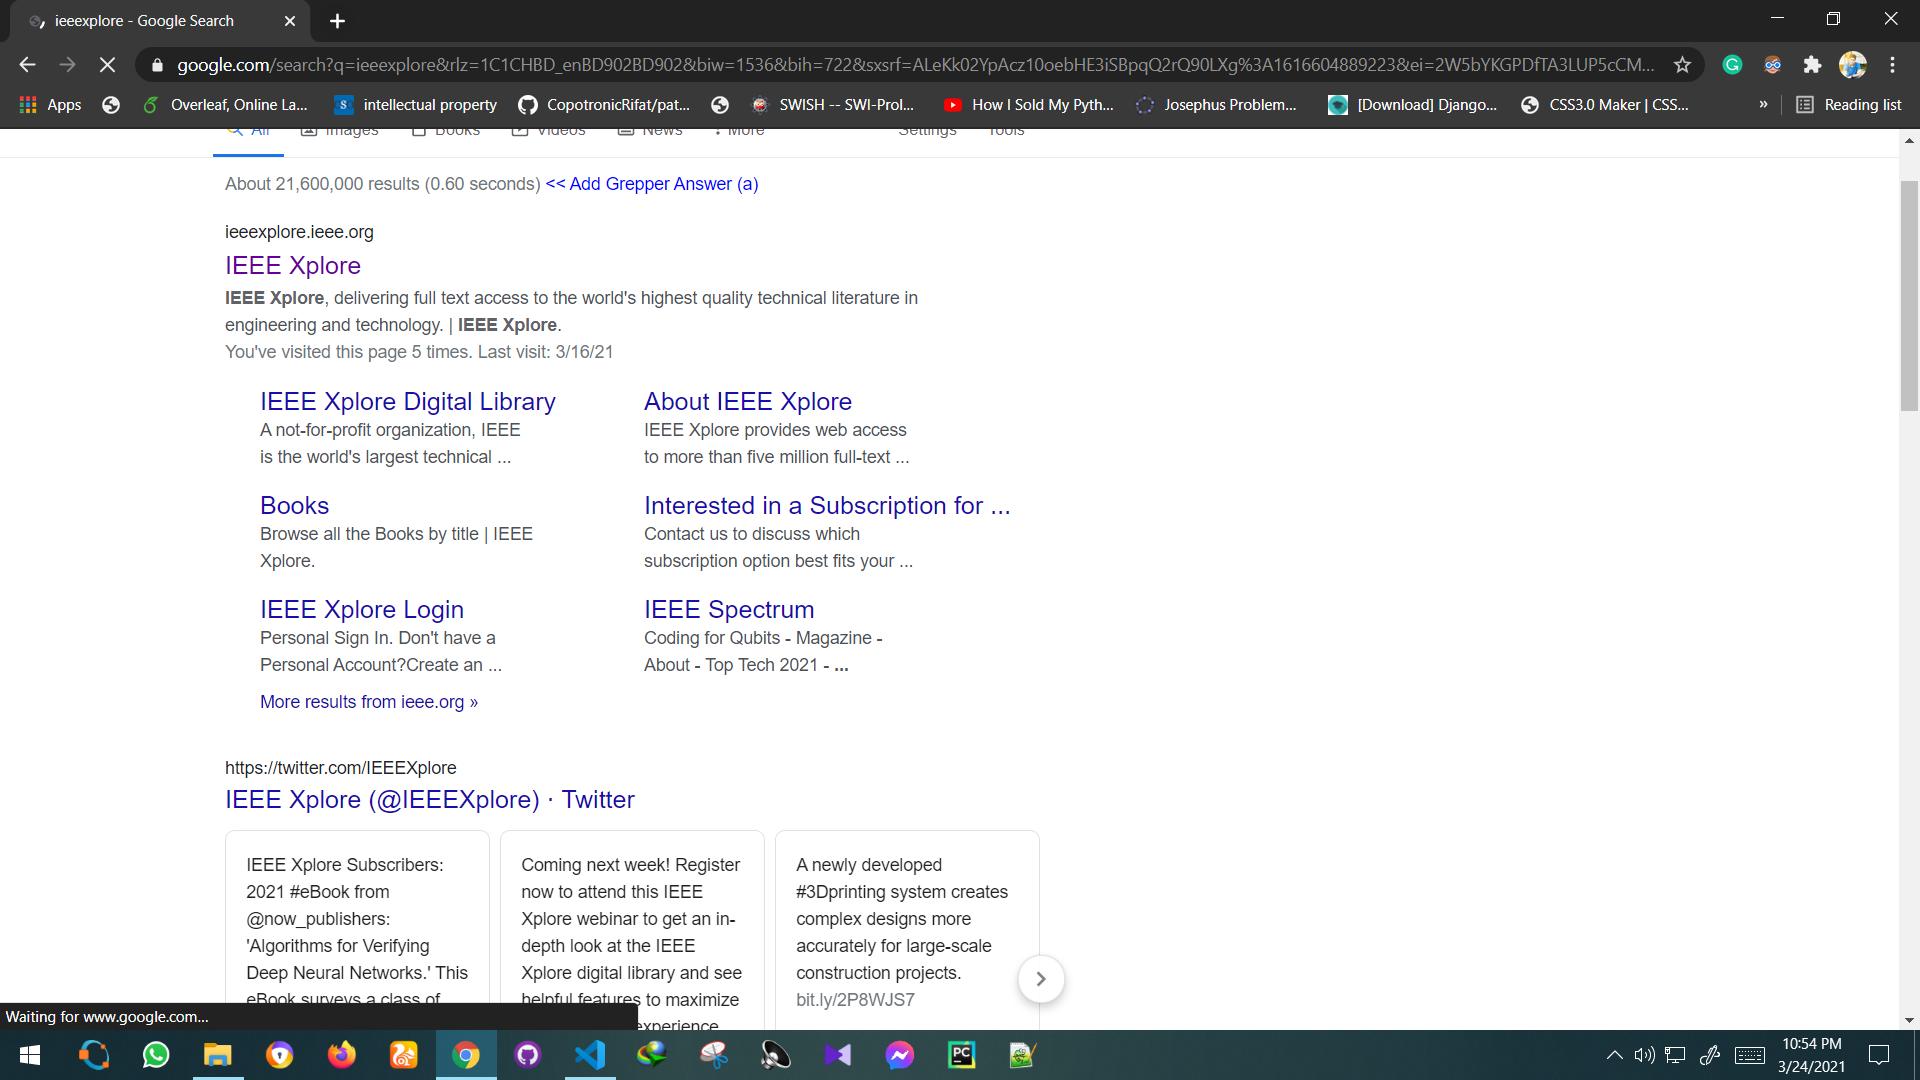 ieeexplore - Google Search
google.com/search?q=ieeexplore&rlz=1C1CHBD_enBD902BD902&biw=1536&bih=722&sxsrf=ALeKk02YpAcz10oebHE3iSBpqQ2rQ90LXg%3A1616604889223&ei=2W5bYKGPDfTA3LUP5cCM...
Apps Overleaf, Online La... intellectual property CopotronicRifat/pat... SWISH -- SWI-Prol... How I Sold My Pyth... Josephus Problem... [Download] Django... CSS3.0 Maker | CSS... » Reading list
All Images Books Videos News More Settings Tools
About 21,600,000 results (0.60 seconds) << Add Grepper Answer (a)
ieeexplore.ieee.org
IEEE Xplore
IEEE Xplore, delivering full text access to the world's highest quality technical literature in
engineering and technology. | IEEE Xplore.
You've visited this page 5 times. Last visit: 3/16/21
IEEE Xplore Digital Library
A not-for-profit organization, IEEE
is the world's largest technical ...
About IEEE Xplore
IEEE Xplore provides web access
to more than five million full-text ...
Books
Browse all the Books by title | IEEE
Xplore.
Interested in a Subscription for ...
Contact us to discuss which
subscription option best fits your ...
IEEE Xplore Login
Personal Sign In. Don't have a
Personal Account?Create an ...
IEEE Spectrum
Coding for Qubits - Magazine -
About - Top Tech 2021 - ...
More results from ieee.org »
https://twitter.com/IEEEXplore
IEEE Xplore (@IEEEXplore) · Twitter
IEEE Xplore Subscribers:
2021 #eBook from
@now_publishers:
'Algorithms for Verifying
Deep Neural Networks.' This
eBook surveys a class of
Coming next week! Register
now to attend this IEEE
Xplore webinar to get an in-
depth look at the IEEE
Xplore digital library and see
helpful features to maximize
experience
A newly developed
#3Dprinting system creates
complex designs more
accurately for large-scale
construction projects.
bit.ly/2P8WJS7
Waiting for www.google.com...
PC
10:54 PM
3/24/2021